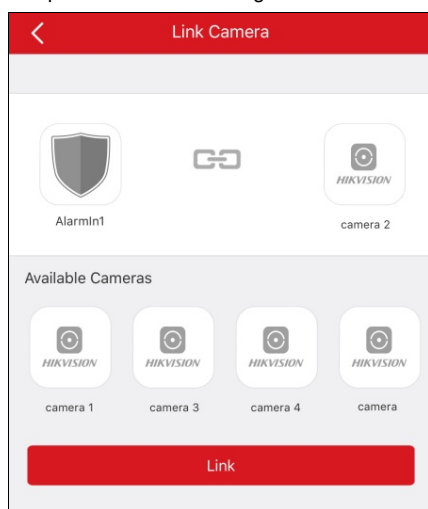 Link Camera
HIKVISION
AlarmIn1
camera 2
Available Cameras
HIKVISION HIKVISION HIKVISION HIKVISION
camera 1 camera 3 camera 4 camera
Link